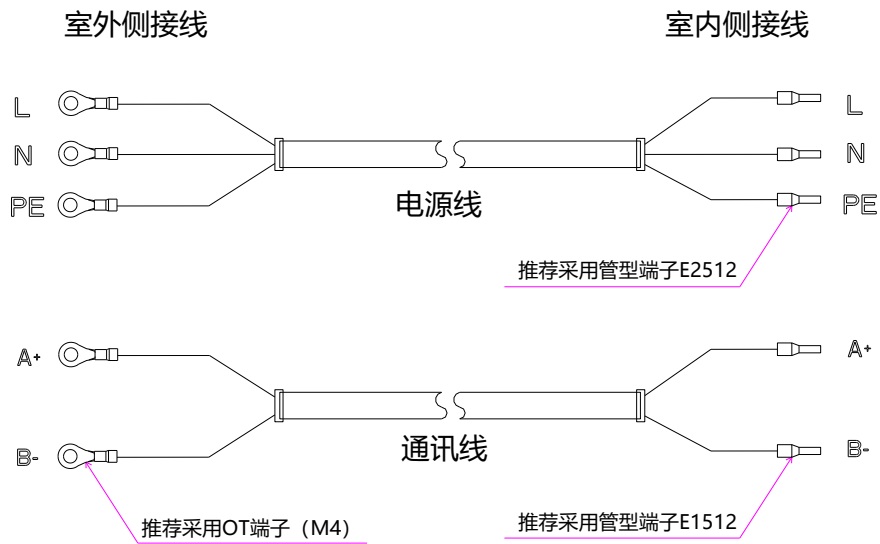 室外侧接线
室内侧接线
L
L
N
N
PE
PE
电源线
推荐采用管型端子E2512
A+
A+
B-
B-
通讯线
推荐采用OT端子（M4）
推荐采用管型端子E1512